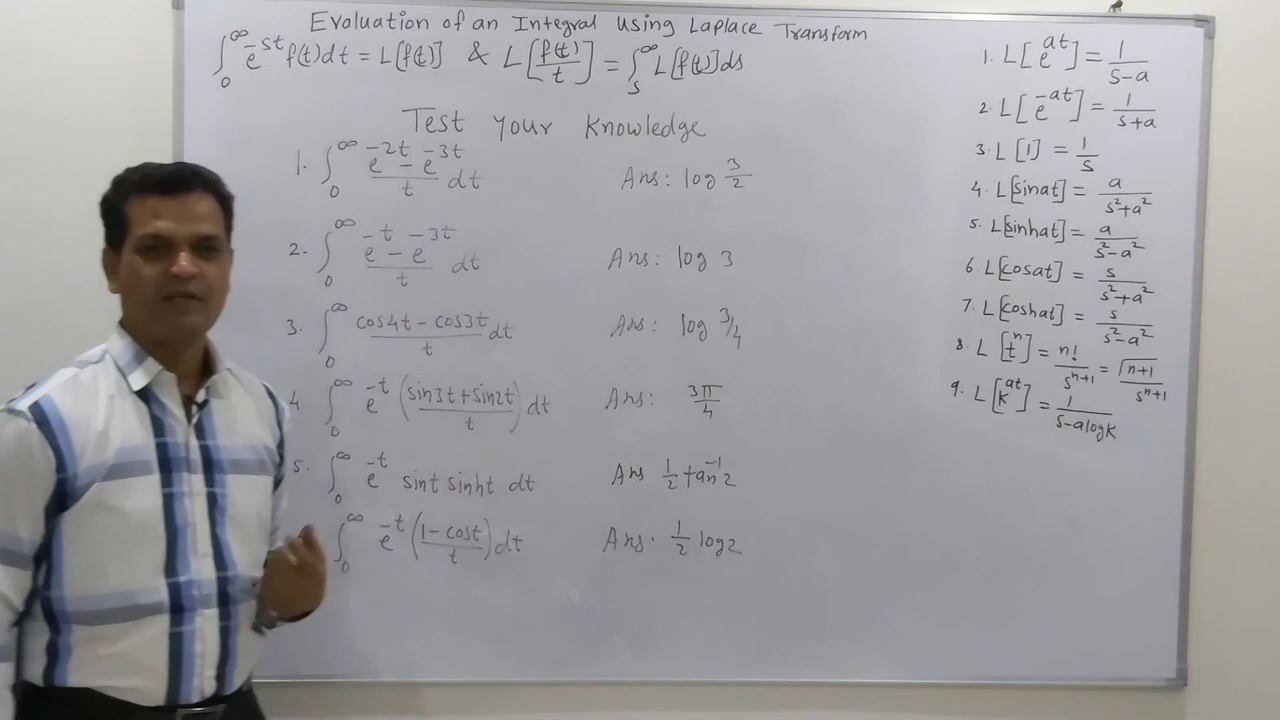 Evaluation of an Integral Using Laplace Transform
∫₀^∞ e^{-st} f(t)dt = L[f(t)] & L[f(t)/t] = ∫_s^∞ L[f(t)]ds
Test your Knowledge
1. ∫₀^∞ (e^{-2t} - e^{-3t})/t dt Ans: log 3/2
2. ∫₀^∞ (e^{-t} - e^{-3t})/t dt Ans: log 3
3. ∫₀^∞ (cos4t - cos3t)/t dt Ans: log 3/4
4 ∫₀^∞ e^{-t} ((sin3t + sin2t)/t) dt Ans: 3π/4
5. ∫₀^∞ e^{-t} sint sinht dt Ans 1/2 tan^{-1} 2
∫₀^∞ e^{-t} ((1 - cost)/t) dt Ans. 1/2 log2
1. L[e^{at}] = 1/(s-a)
2. L[e^{-at}] = 1/(s+a)
3. L[1] = 1/s
4. L[sinat] = a/(s²+a²)
5. L[sinhat] = a/(s²-a²)
6. L[cosat] = s/(s²+a²)
7. L[coshat] = s/(s²-a²)
8. L[t^n] = n!/s^{n+1} = Γ(n+1)/s^{n+1}
9. L[k^{at}] = 1/(s-alogk)